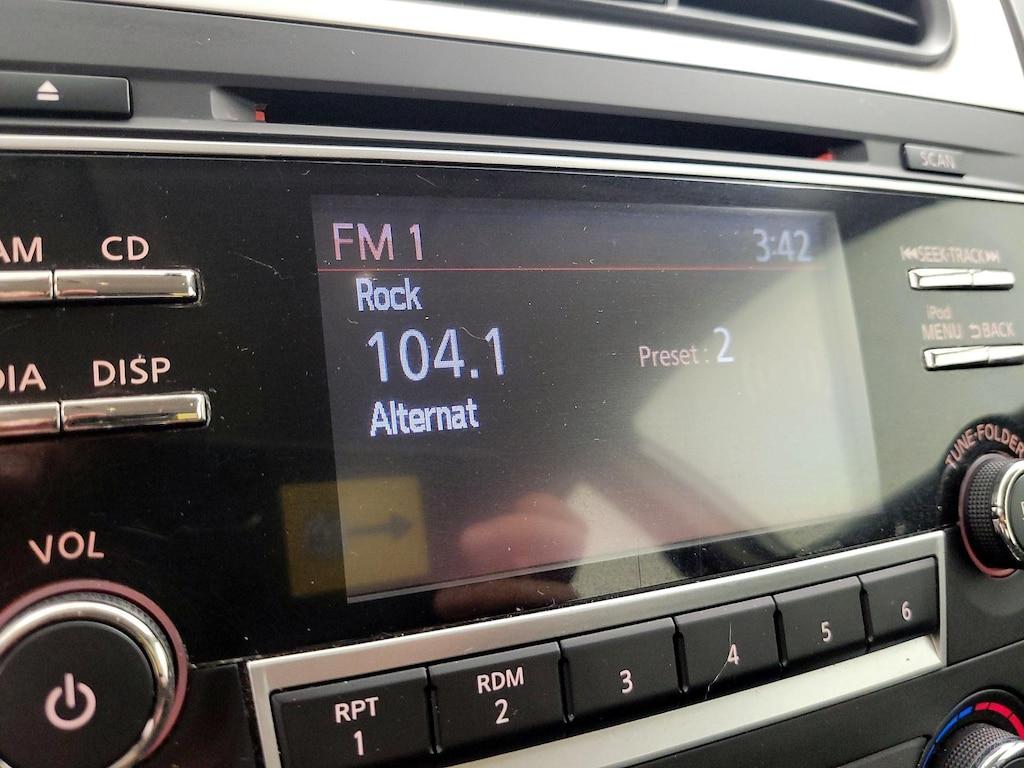 SCAN
AM CD
FM 1 3:42
SEEK·TRACK
Rock
iPod
MENU BACK
104.1 Preset : 2
DIA DISP
Alternat
TUNE·FOLDER
VOL
RPT RDM
1 2 3 4 5 6